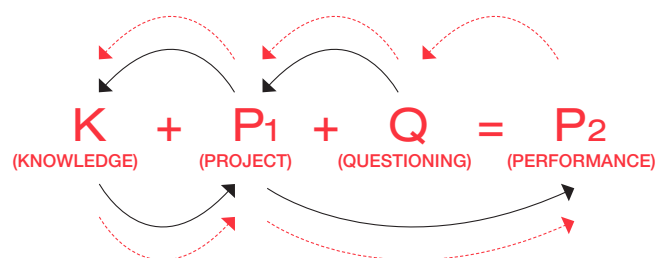 K + P1 + Q = P2
(KNOWLEDGE) (PROJECT) (QUESTIONING) (PERFORMANCE)